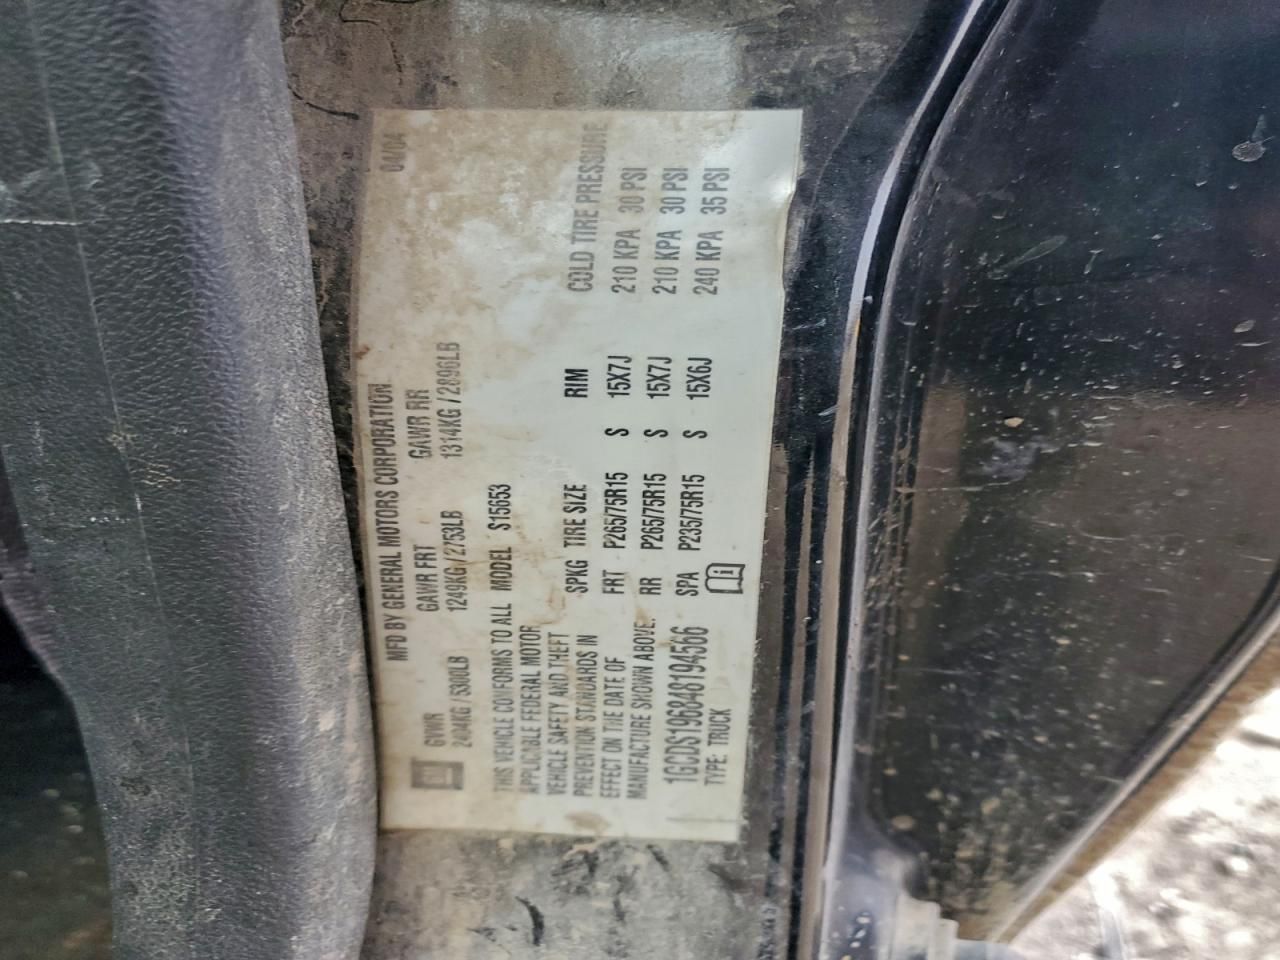 GM
MFD BY GENERAL MOTORS CORPORATION 04/04
GVWR GAWR FRT GAWR RR
2404KG / 5300LB 1249KG / 2753LB 1314KG / 2896LB
THIS VEHICLE CONFORMS TO ALL
APPLICABLE FEDERAL MOTOR
VEHICLE SAFETY AND THEFT
PREVENTION STANDARDS IN
EFFECT ON THE DATE OF
MANUFACTURE SHOWN ABOVE.
1GCDS196848194566
TYPE: TRUCK
MODEL S15653
SPKG TIRE SIZE RIM COLD TIRE PRESSURE
FRT P265/75R15 S 15X7J 210 KPA 30 PSI
RR P265/75R15 S 15X7J 210 KPA 30 PSI
SPA P235/75R15 S 15X6J 240 KPA 35 PSI